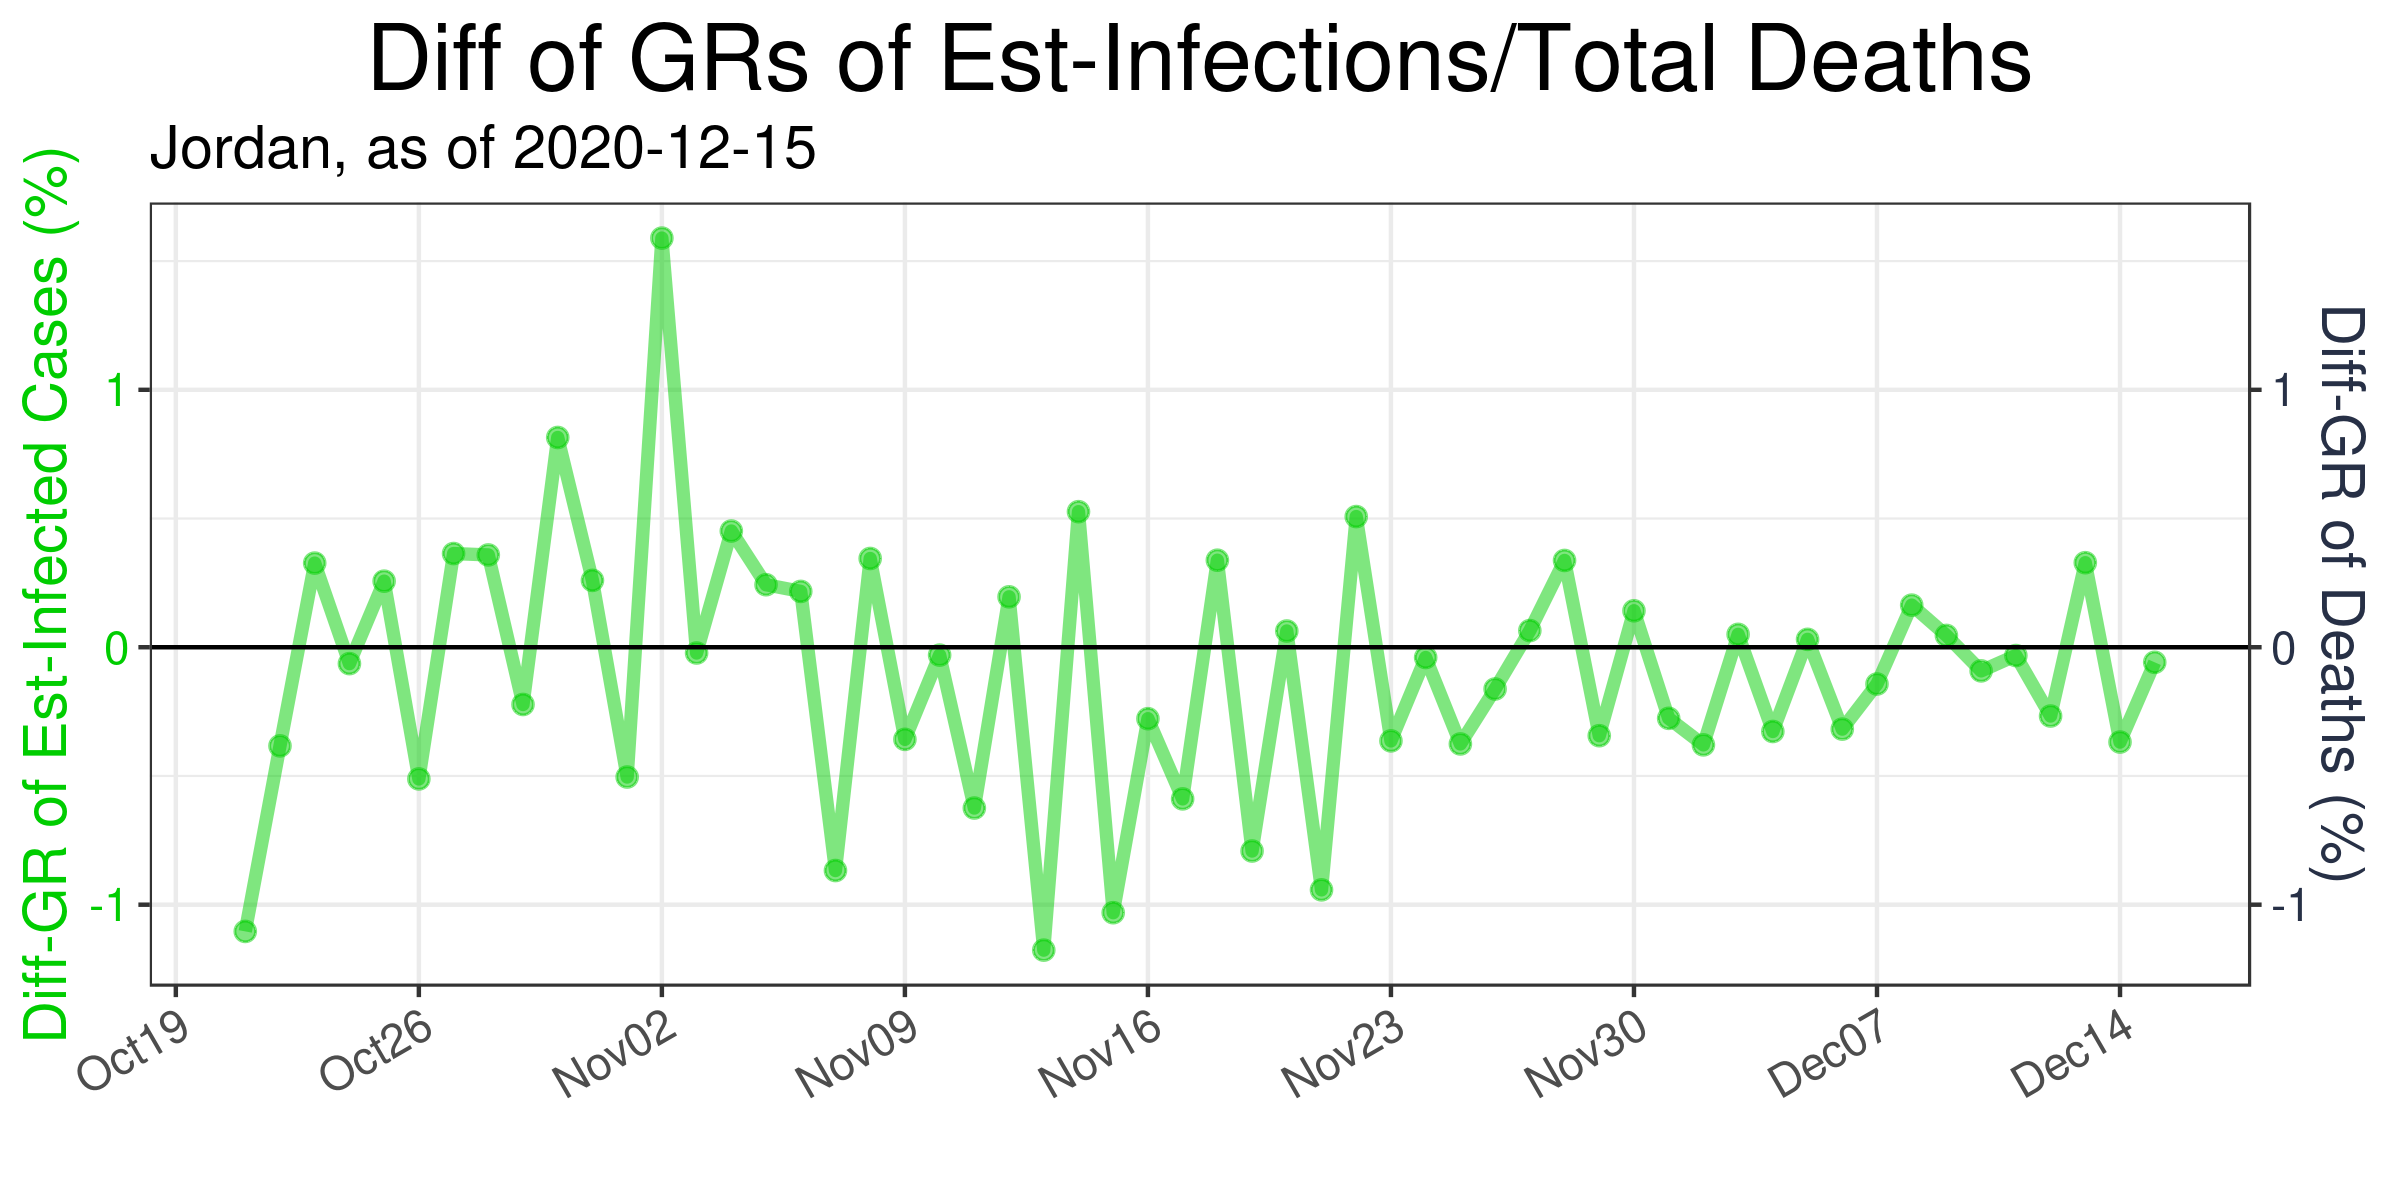 Diff of GRs of Est-Infections/Total Deaths
Jordan, as of 2020-12-15
Diff-GR of Est-Infected Cases (%)
1
0
-1
1
0
-1
Diff-GR of Deaths (%)
Oct19
Oct26
Nov02
Nov09
Nov16
Nov23
Nov30
Dec07
Dec14